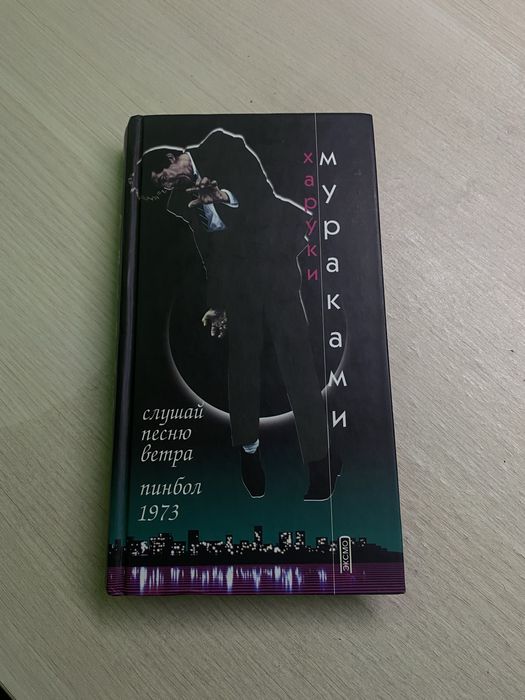 харуки
мураками
слушай
песню
ветра
пинбол
1973
ЭКСМО